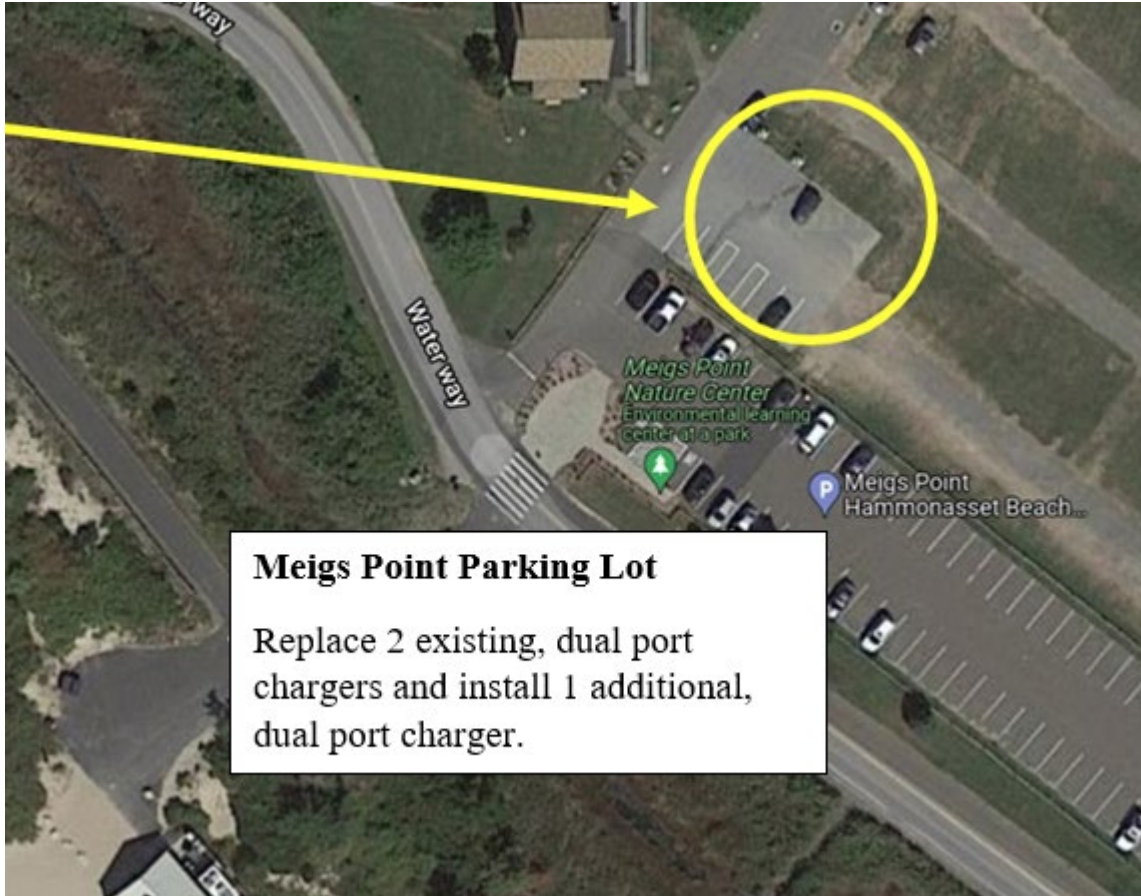 way
Water way
Meigs Point
Nature Center
Environmental learning
center at a park
P
Meigs Point
Hammonasset Beach...
Meigs Point Parking Lot
Replace 2 existing, dual port
chargers and install 1 additional,
dual port charger.